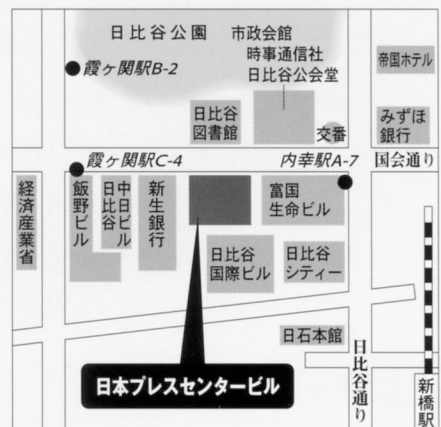 日比谷公園
市政会館
時事通信社
日比谷公会堂
帝国ホテル
霞ヶ関駅B-2
日比谷
図書館
交番
みずほ
銀行
霞ヶ関駅C-4
内幸駅A-7
国会通り
経済産業省
飯野ビル
中日ビル
日比谷
新生銀行
富国
生命ビル
日比谷
国際ビル
日比谷
シティー
日石本館
日比谷通り
新橋駅
日本プレスセンタービル